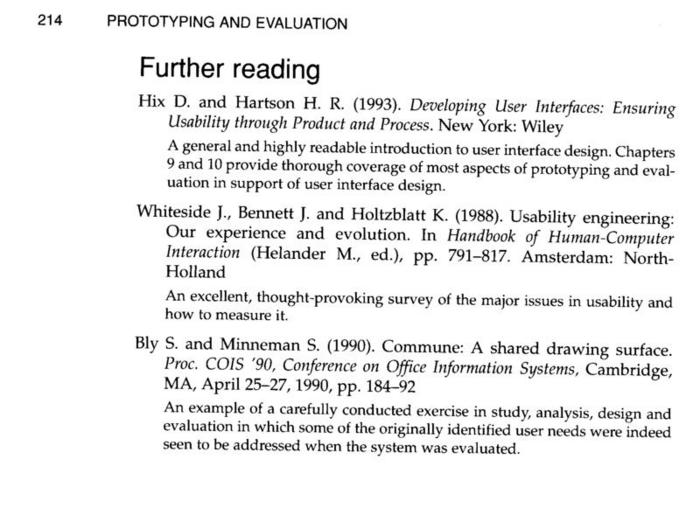 214 PROTOTYPING AND EVALUATION
Further reading
Hix D. and Hartson H. R. (1993). Developing User Interfaces: Ensuring
Usability through Product and Process. New York: Wiley
A general and highly readable introduction to user interface design. Chapters
9 and 10 provide thorough coverage of most aspects of prototyping and eval-
uation in support of user interface design.
Whiteside J., Bennett J. and Holtzblatt K. (1988). Usability engineering:
Our experience and evolution. In Handbook of Human-Computer
Interaction (Helander M., ed.), pp. 791–817. Amsterdam: North-
Holland
An excellent, thought-provoking survey of the major issues in usability and
how to measure it.
Bly S. and Minneman S. (1990). Commune: A shared drawing surface.
Proc. COIS '90, Conference on Office Information Systems, Cambridge,
MA, April 25–27, 1990, pp. 184–92
An example of a carefully conducted exercise in study, analysis, design and
evaluation in which some of the originally identified user needs were indeed
seen to be addressed when the system was evaluated.